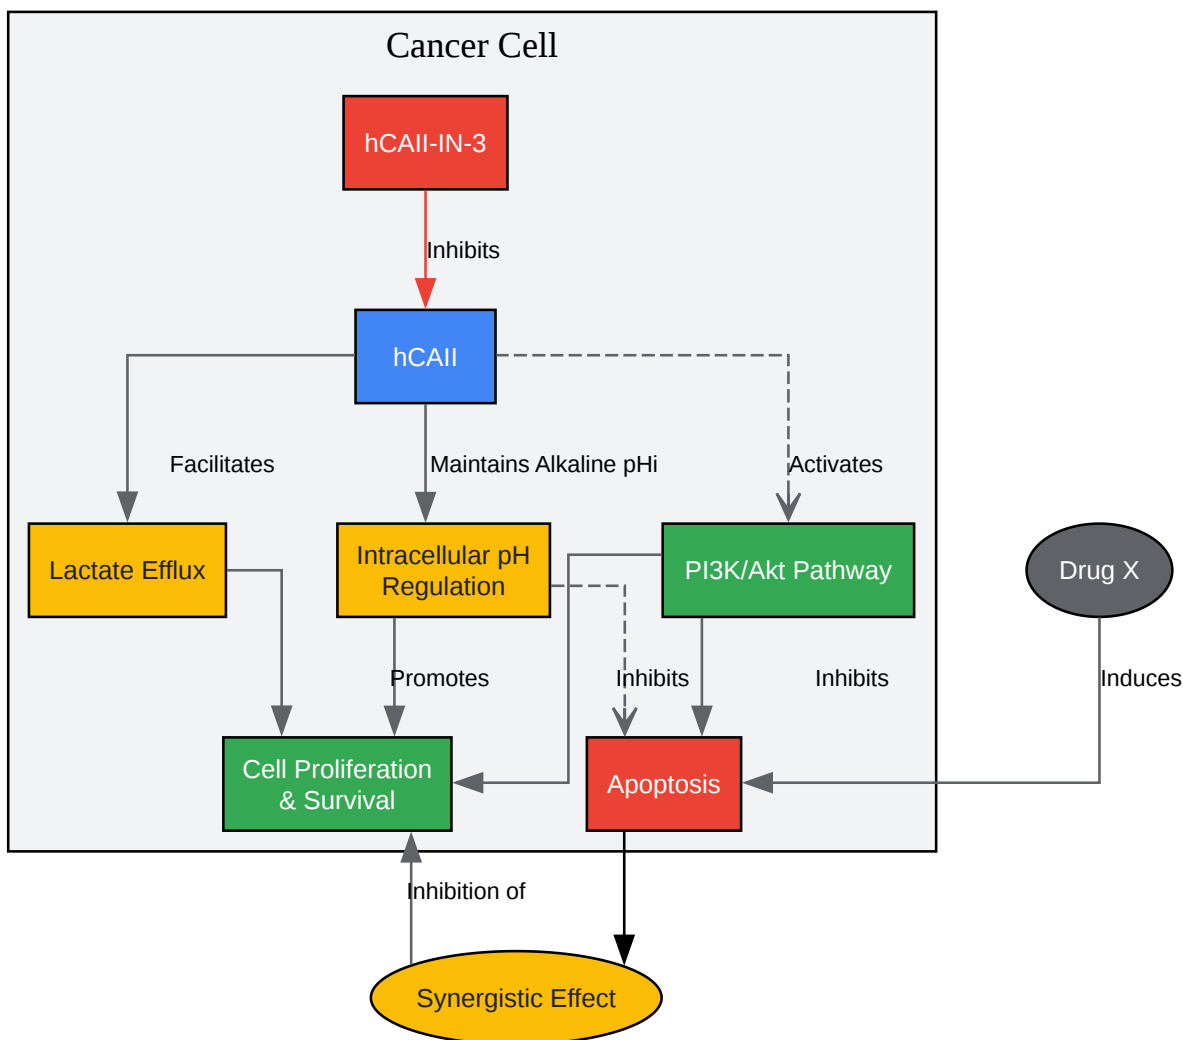 Cancer Cell
hCAII-IN-3
Inhibits
hCAII
Facilitates
Maintains Alkaline pHi
Activates
Lactate Efflux
Intracellular pH
Regulation
PI3K/Akt Pathway
Drug X
Promotes
Inhibits
Inhibits
Induces
Cell Proliferation
& Survival
Apoptosis
Inhibition of
Synergistic Effect